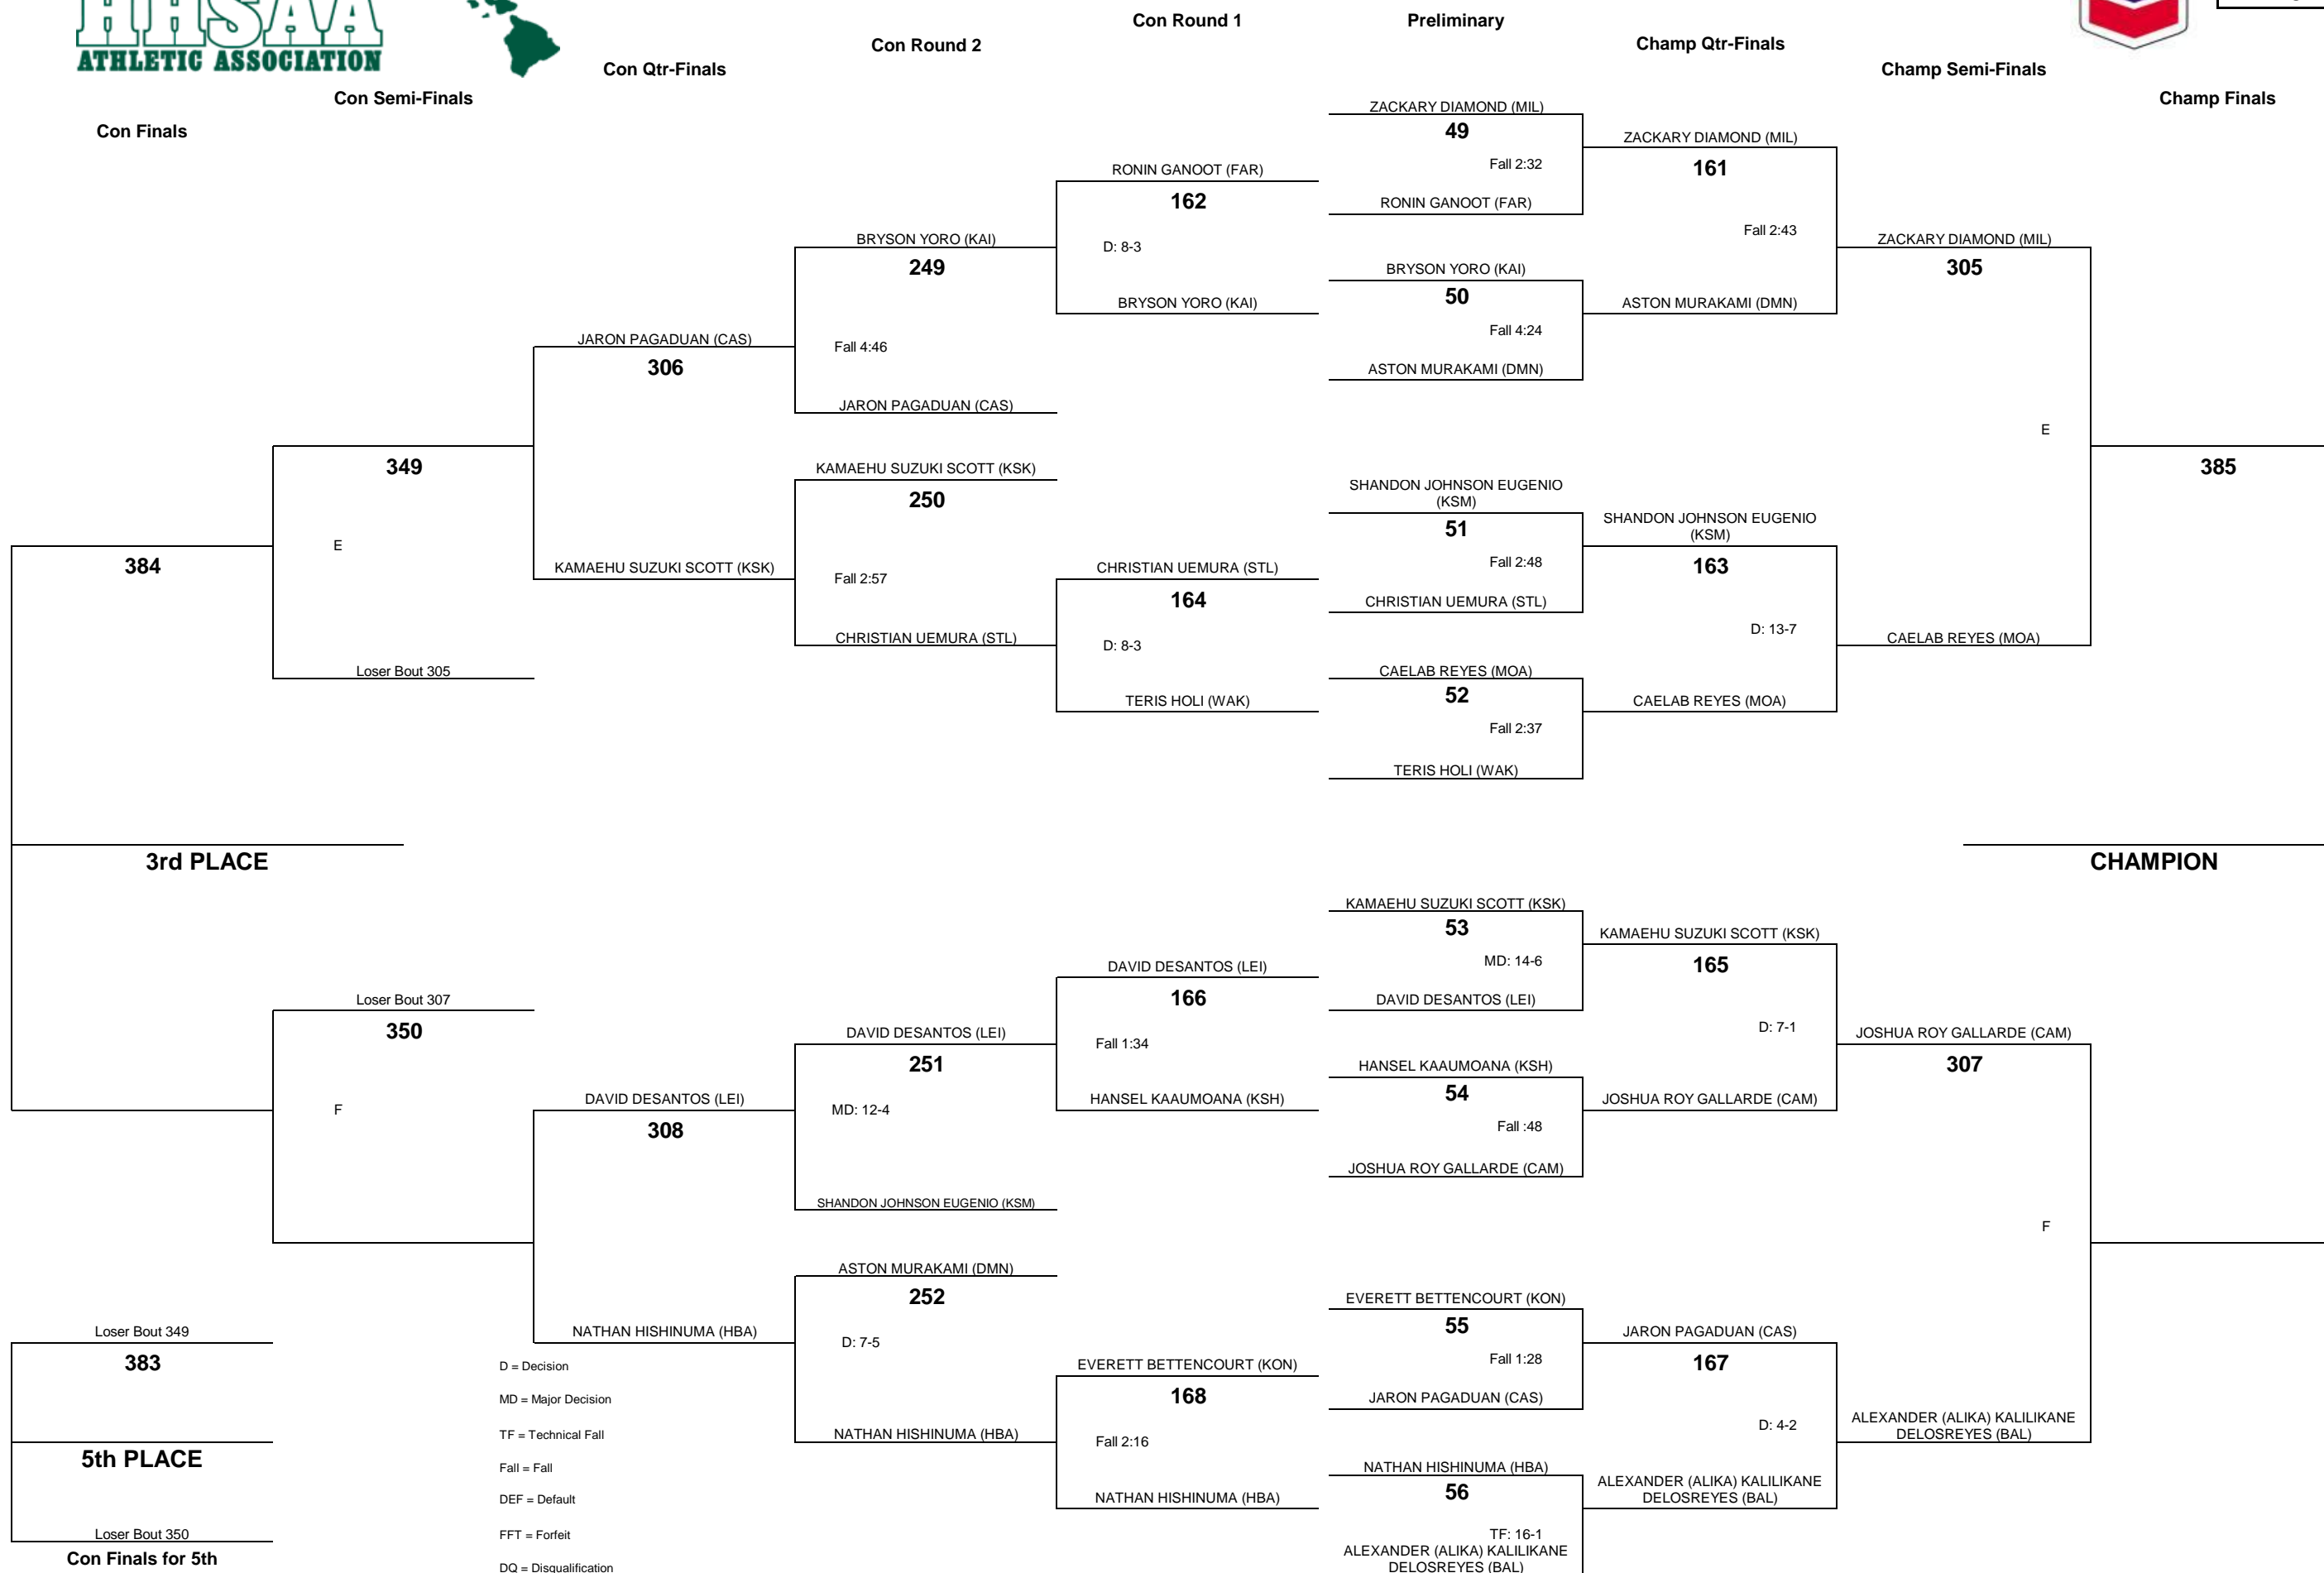 HHSAA
ATHLETIC ASSOCIATION
Con Round 1
Preliminary
Con Round 2
Champ Qtr-Finals
Con Qtr-Finals
Champ Semi-Finals
Con Semi-Finals
Champ Finals
Con Finals
ZACKARY DIAMOND (MIL)
49
Fall 2:32
RONIN GANOOT (FAR)
BRYSON YORO (KAI)
50
Fall 4:24
ASTON MURAKAMI (DMN)
SHANDON JOHNSON EUGENIO
(KSM)
51
Fall 2:48
CHRISTIAN UEMURA (STL)
CAELAB REYES (MOA)
52
Fall 2:37
TERIS HOLI (WAK)
KAMAEHU SUZUKI SCOTT (KSK)
53
MD: 14-6
DAVID DESANTOS (LEI)
HANSEL KAAUMOANA (KSH)
54
Fall :48
JOSHUA ROY GALLARDE (CAM)
EVERETT BETTENCOURT (KON)
55
Fall 1:28
JARON PAGADUAN (CAS)
NATHAN HISHINUMA (HBA)
56
TF: 16-1
ALEXANDER (ALIKA) KALILIKANE
DELOSREYES (BAL)
ZACKARY DIAMOND (MIL)
161
Fall 2:43
ASTON MURAKAMI (DMN)
SHANDON JOHNSON EUGENIO
(KSM)
163
D: 13-7
CAELAB REYES (MOA)
KAMAEHU SUZUKI SCOTT (KSK)
165
D: 7-1
JOSHUA ROY GALLARDE (CAM)
JARON PAGADUAN (CAS)
167
D: 4-2
ALEXANDER (ALIKA) KALILIKANE
DELOSREYES (BAL)
ZACKARY DIAMOND (MIL)
305
E
CAELAB REYES (MOA)
JOSHUA ROY GALLARDE (CAM)
307
F
ALEXANDER (ALIKA) KALILIKANE
DELOSREYES (BAL)
385
CHAMPION
RONIN GANOOT (FAR)
162
D: 8-3
BRYSON YORO (KAI)
CHRISTIAN UEMURA (STL)
164
D: 8-3
TERIS HOLI (WAK)
DAVID DESANTOS (LEI)
166
Fall 1:34
HANSEL KAAUMOANA (KSH)
EVERETT BETTENCOURT (KON)
168
Fall 2:16
NATHAN HISHINUMA (HBA)
BRYSON YORO (KAI)
249
Fall 4:46
JARON PAGADUAN (CAS)
KAMAEHU SUZUKI SCOTT (KSK)
250
Fall 2:57
CHRISTIAN UEMURA (STL)
DAVID DESANTOS (LEI)
251
MD: 12-4
SHANDON JOHNSON EUGENIO (KSM)
ASTON MURAKAMI (DMN)
252
D: 7-5
NATHAN HISHINUMA (HBA)
JARON PAGADUAN (CAS)
306
KAMAEHU SUZUKI SCOTT (KSK)
DAVID DESANTOS (LEI)
308
NATHAN HISHINUMA (HBA)
349
E
Loser Bout 305
Loser Bout 307
350
F
384
3rd PLACE
Loser Bout 349
383
5th PLACE
Loser Bout 350
Con Finals for 5th
D = Decision
MD = Major Decision
TF = Technical Fall
Fall = Fall
DEF = Default
FFT = Forfeit
DQ = Disqualification